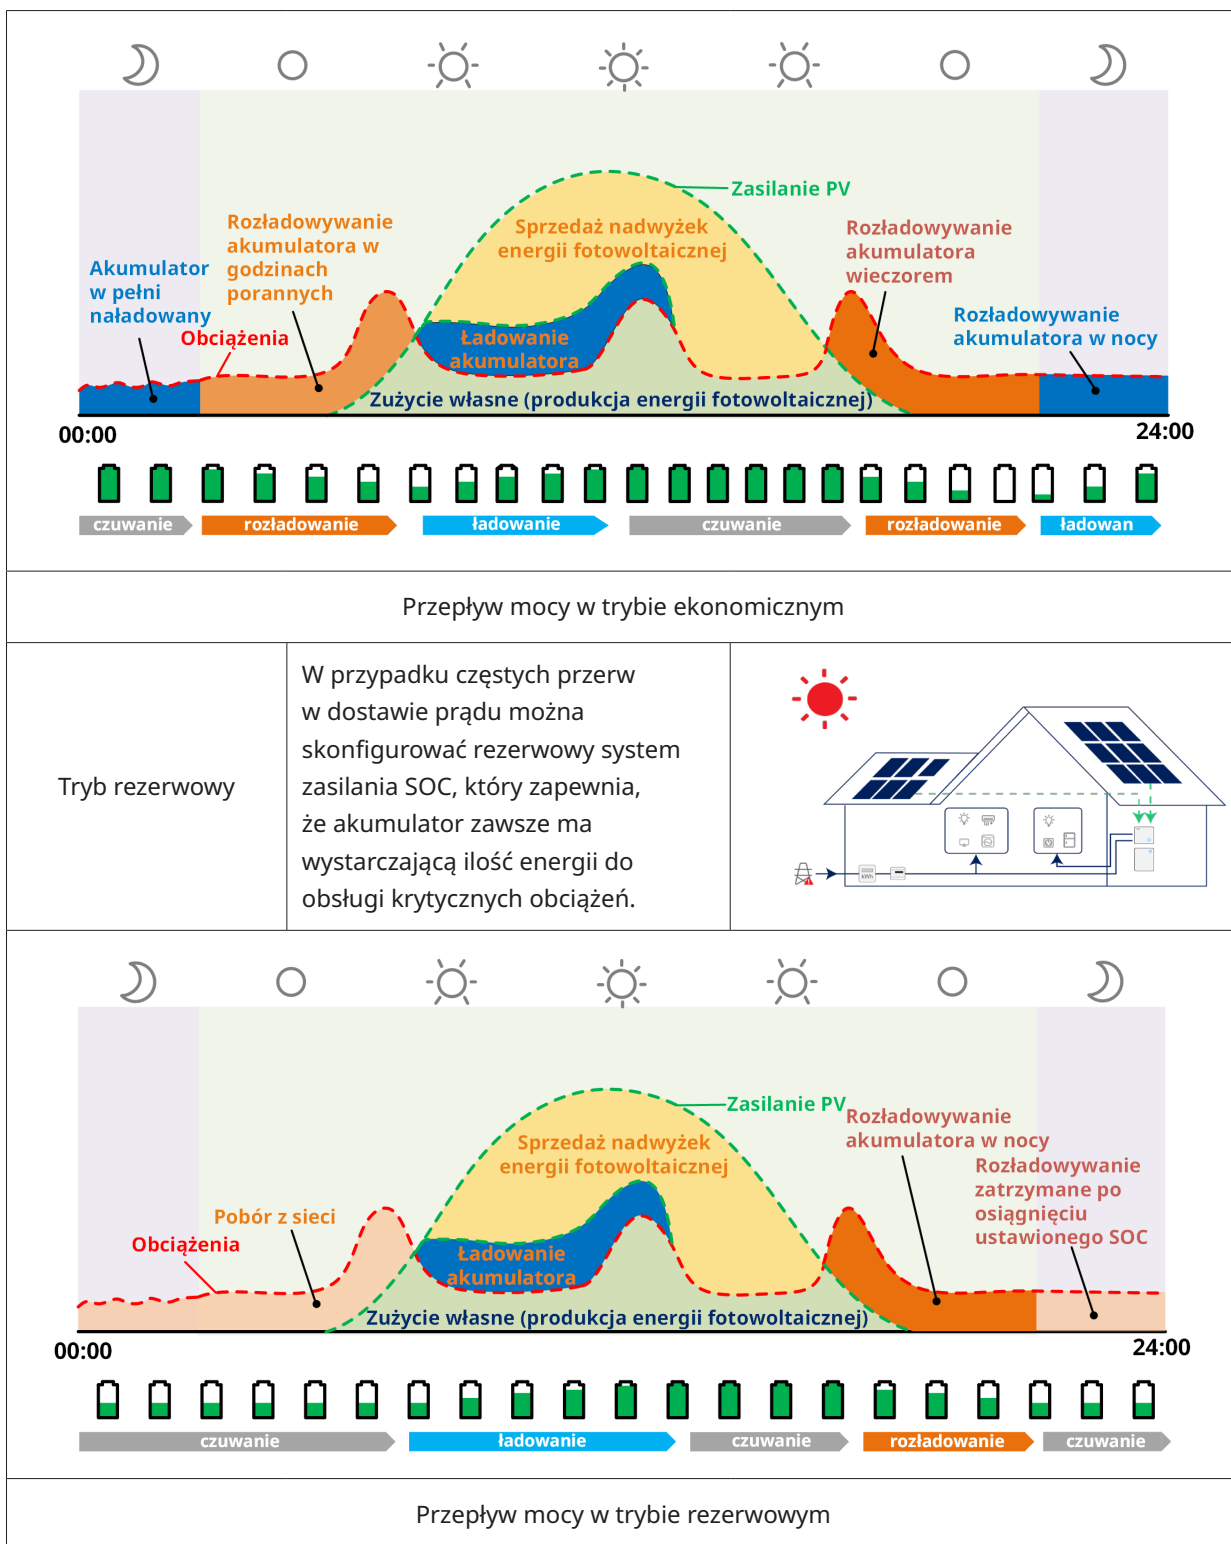 Zasilanie PV
Sprzedaż nadwyżek
energii fotowoltaicznej
Rozładowywanie
akumulatora w
godzinach
porannych
Rozładowywanie
akumulatora
wieczorem
Akumulator
w pełni
naładowany
Obciążenia
Rozładowywanie
akumulatora w nocy
Ładowanie
akumulatora
Zużycie własne (produkcja energii fotowoltaicznej)
00:00
24:00
czuwanie
rozładowanie
ładowanie
czuwanie
rozładowanie
ładowan
Przepływ mocy w trybie ekonomicznym
Tryb rezerwowy
W przypadku częstych przerw
w dostawie prądu można
skonfigurować rezerwowy system
zasilania SOC, który zapewnia,
że akumulator zawsze ma
wystarczającą ilość energii do
obsługi krytycznych obciążeń.
kWh
Zasilanie PV
Rozładowywanie
akumulatora w nocy
Sprzedaż nadwyżek
energii fotowoltaicznej
Rozładowywanie
zatrzymane po
osiągnięciu
ustawionego SOC
Pobór z sieci
Obciążenia
Ładowanie
akumulatora
Zużycie własne (produkcja energii fotowoltaicznej)
00:00
24:00
czuwanie
ładowanie
czuwanie
rozładowanie
czuwanie
Przepływ mocy w trybie rezerwowym